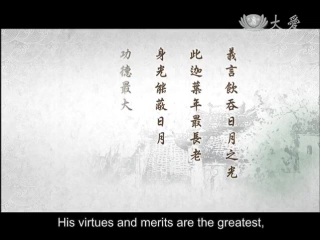 大愛
義言飲吞日月之光
此迦葉年最長老
身光能蔽日月
功德最大
His virtues and merits are the greatest,